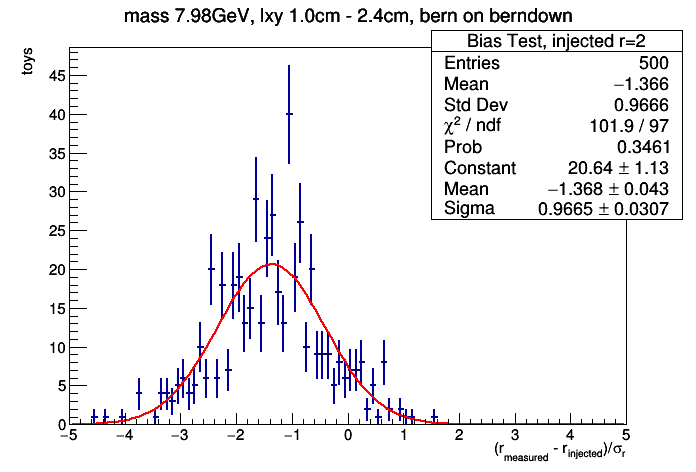 mass 7.98GeV, lxy 1.0cm - 2.4cm, bern on berndown
Bias Test, injected r=2
Entries 500
Mean −1.366
Std Dev 0.9666
χ² / ndf 101.9 / 97
Prob 0.3461
Constant 20.64 ± 1.13
Mean −1.368 ± 0.043
Sigma 0.9665 ± 0.0307
toys
45
40
35
30
25
20
15
10
5
0
−5 −4 −3 −2 −1 0 1 2 3 4 5
(r_measured - r_injected)/σ_r